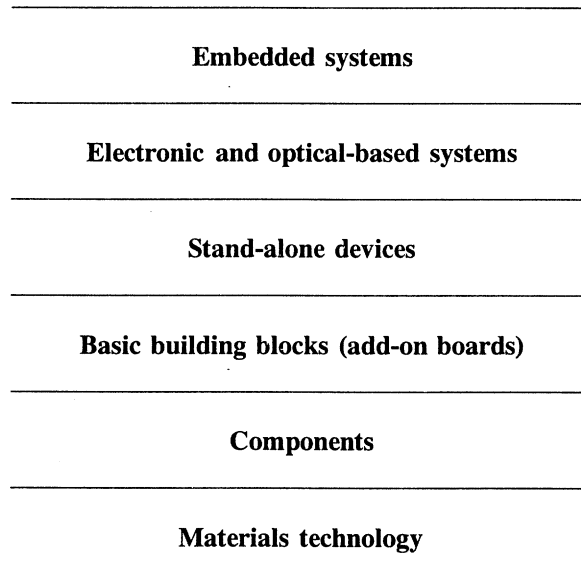 Embedded systems
Electronic and optical-based systems
Stand-alone devices
Basic building blocks (add-on boards)
Components
Materials technology